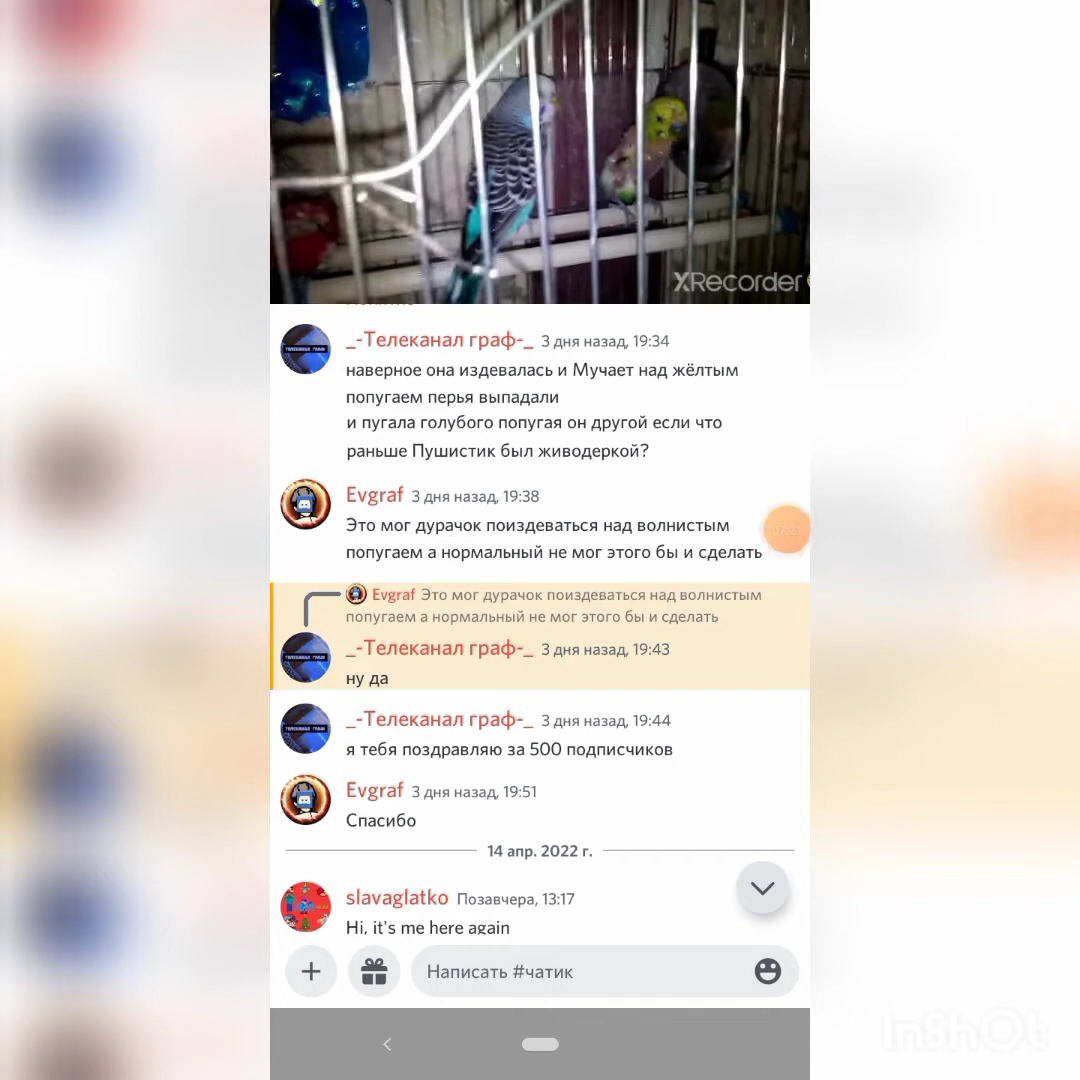 XRecorder
_-Телеканал граф-_ 3 дня назад, 19:34
наверное она издевалась и Мучает над жёлтым
попугаем перья выпадали
и пугала голубого попугая он другой если что
раньше Пушистик был живодеркой?
Evgraf 3 дня назад, 19:38
Это мог дурачок поиздеваться над волнистым
попугаем а нормальный не мог этого бы и сделать
Evgraf Это мог дурачок поиздеваться над волнистым
попугаем а нормальный не мог этого бы и сделать
_-Телеканал граф-_ 3 дня назад, 19:43
ну да
_-Телеканал граф-_ 3 дня назад, 19:44
я тебя поздравляю за 500 подписчиков
Evgraf 3 дня назад, 19:51
Спасибо
14 апр. 2022 г.
slavaglatko Позавчера, 13:17
Hi, it's me here again
Написать #чатик
InShOt